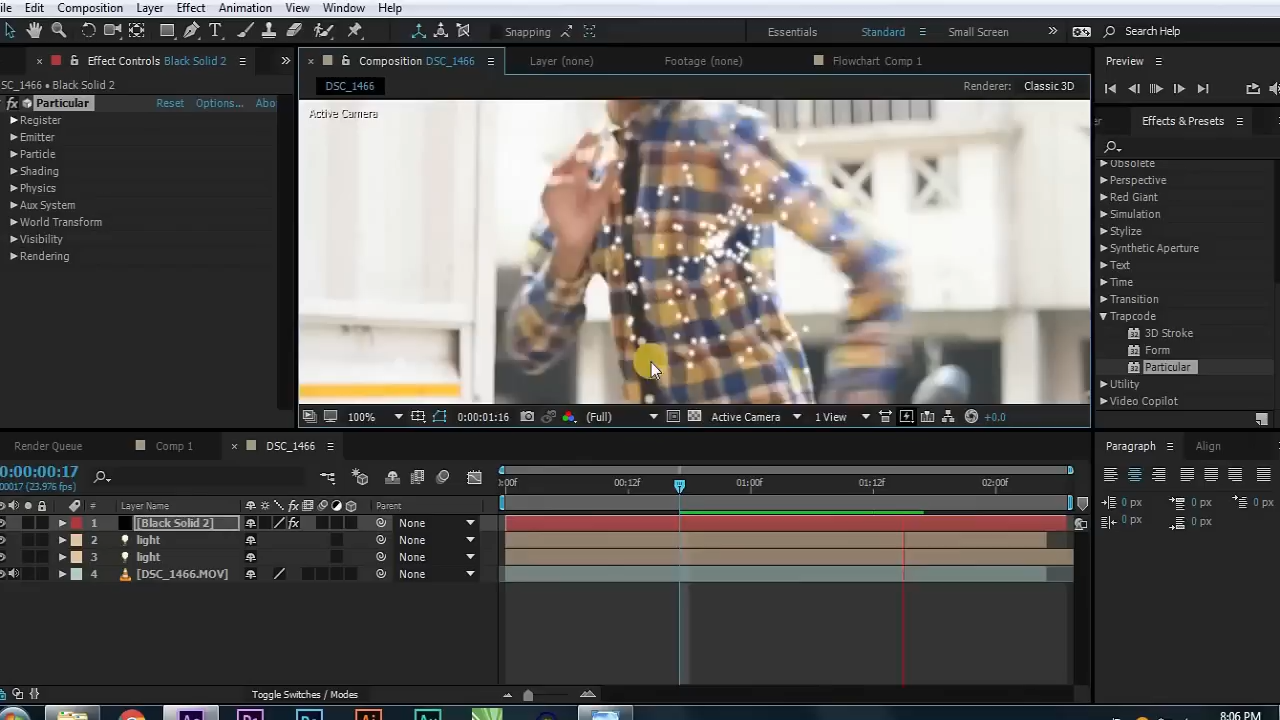 ile Edit Composition Layer Effect Animation View Window Help
Snapping Essentials Standard Small Screen Search Help
Effect Controls Black Solid 2
SC_1466 • Black Solid 2
fx Particular Reset Options... Abo
Register
Emitter
Particle
Shading
Physics
Aux System
World Transform
Visibility
Rendering
Composition DSC_1466 Layer (none) Footage (none) Flowchart Comp 1
DSC_1466 Renderer: Classic 3D
Active Camera
100% 0:00:01:16 (Full) Active Camera 1 View +0.0
Preview
Effects & Presets
Obsolete
Perspective
Red Giant
Simulation
Stylize
Synthetic Aperture
Text
Time
Transition
Trapcode
3D Stroke
Form
Particular
Utility
Video Copilot
Render Queue Comp 1 DSC_1466
0:00:00:17
00017 (23.976 fps)
:00f 00:12f 01:00f 01:12f 02:00f
# Layer Name fx Parent
1 [Black Solid 2] fx None
2 light None
3 light None
4 [DSC_1466.MOV] None
Toggle Switches / Modes
Paragraph Align
0 px 0 px 0 px
0 px 0 px
8:06 PM